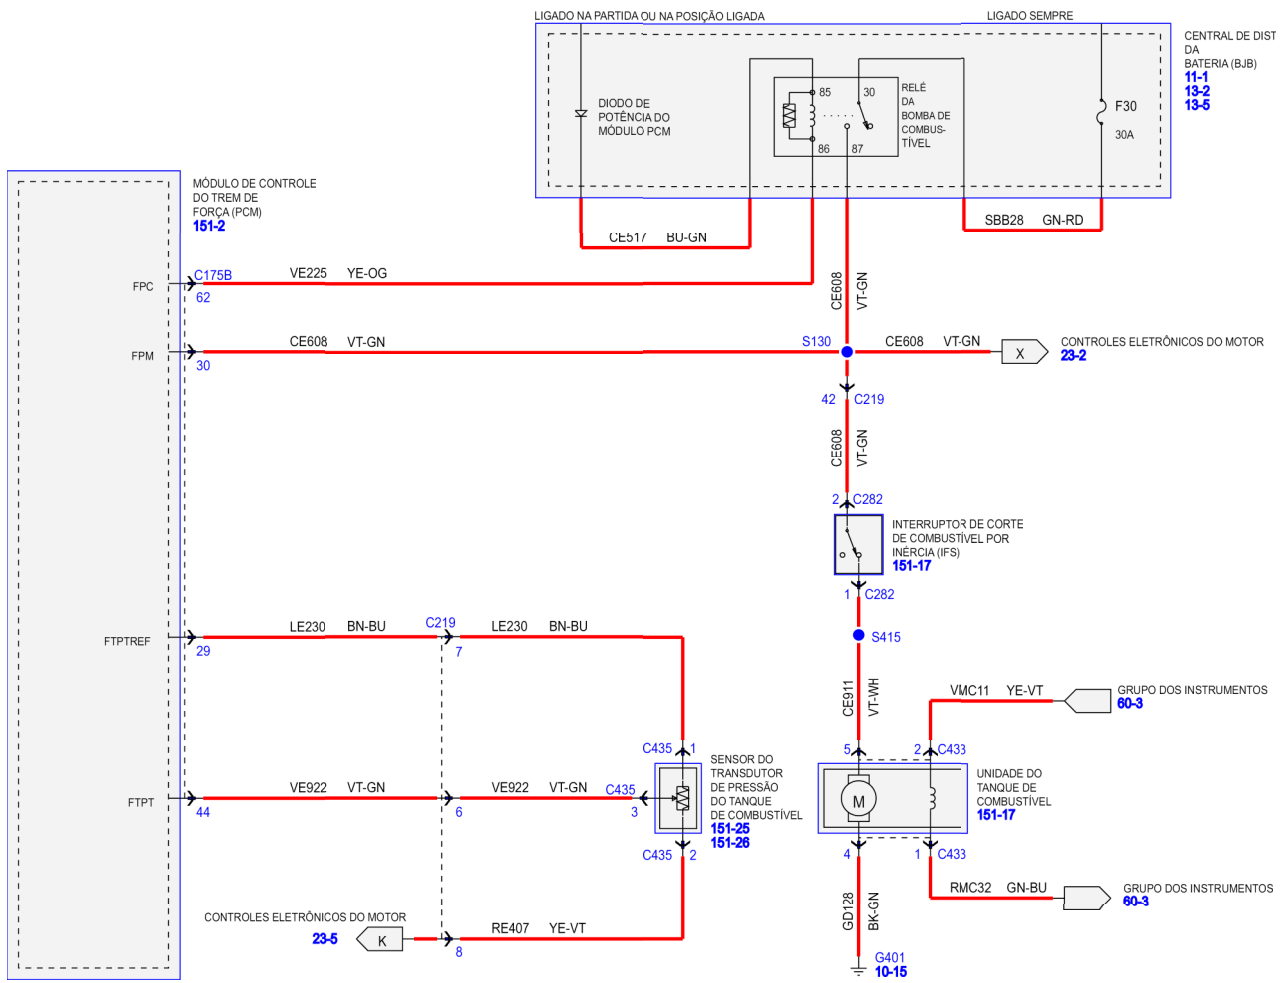 LIGADO NA PARTIDA OU NA POSIÇÃO LIGADA
LIGADO SEMPRE
CENTRAL DE DIST
DA
BATERIA (BJB)
11-1
13-2
13-5
DIODO DE
POTÊNCIA DO
MÓDULO PCM
85
30
86
87
RELÉ
DA
BOMBA DE
COMBUS-
TÍVEL
F30
30A
MÓDULO DE CONTROLE
DO TREM DE
FORÇA (PCM)
151-2
CE517 BU-GN
SBB28 GN-RD
FPC
C175B
62
VE225 YE-OG
CE608
VT-GN
FPM
30
CE608 VT-GN
S130
CE608 VT-GN
X
CONTROLES ELETRÔNICOS DO MOTOR
23-2
42 C219
CE608
VT-GN
2 C282
INTERRUPTOR DE CORTE
DE COMBUSTÍVEL POR
INÉRCIA (IFS)
151-17
1 C282
FTPTREF
29
LE230 BN-BU
C219
7
LE230 BN-BU
S415
CE911
VT-WH
VMC11 YE-VT
GRUPO DOS INSTRUMENTOS
60-3
C435 1
5
2 C433
SENSOR DO
TRANSDUTOR
DE PRESSÃO
DO TANQUE
DE COMBUSTÍVEL
151-25
151-26
M
UNIDADE DO
TANQUE DE
COMBUSTÍVEL
151-17
FTPT
44
VE922 VT-GN
6
VE922 VT-GN
C435
3
C435 2
4
1 C433
GD128
BK-GN
RMC32 GN-BU
GRUPO DOS INSTRUMENTOS
60-3
CONTROLES ELETRÔNICOS DO MOTOR
23-5
K
8
RE407 YE-VT
G401
10-15